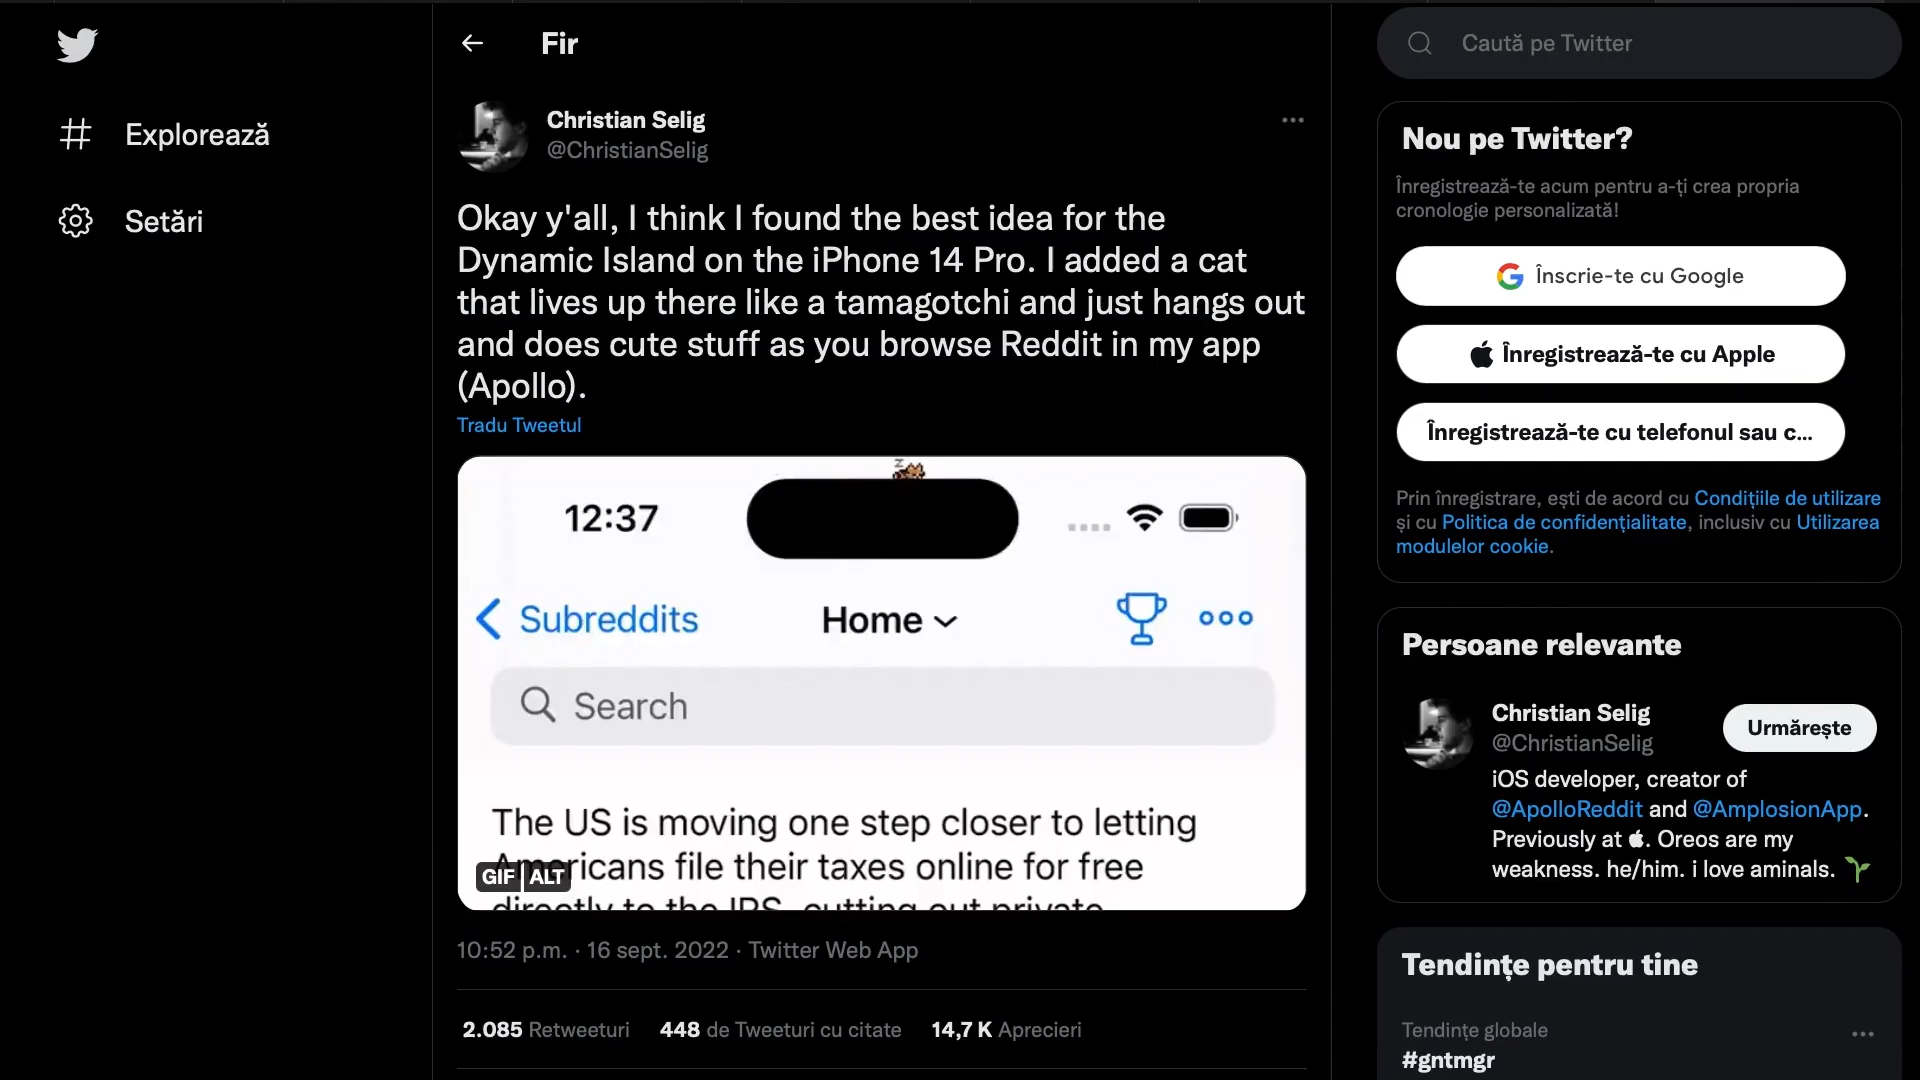 Explorează
Setări
Fir
Christian Selig
@ChristianSelig
Okay y'all, I think I found the best idea for the
Dynamic Island on the iPhone 14 Pro. I added a cat
that lives up there like a tamagotchi and just hangs out
and does cute stuff as you browse Reddit in my app
(Apollo).
Tradu Tweetul
z
12:37
Subreddits
Home
Search
The US is moving one step closer to letting
Americans file their taxes online for free
directly to the IRS, cutting out private
GIF ALT
10:52 p.m. · 16 sept. 2022 · Twitter Web App
2.085 Retweeturi 448 de Tweeturi cu citate 14,7 K Aprecieri
Caută pe Twitter
Nou pe Twitter?
Înregistrează-te acum pentru a-ți crea propria
cronologie personalizată!
Înscrie-te cu Google
Înregistrează-te cu Apple
Înregistrează-te cu telefonul sau c...
Prin înregistrare, ești de acord cu Condițiile de utilizare
și cu Politica de confidențialitate, inclusiv cu Utilizarea
modulelor cookie.
Persoane relevante
Christian Selig
@ChristianSelig
Urmărește
iOS developer, creator of
@ApolloReddit and @AmplosionApp.
Previously at . Oreos are my
weakness. he/him. i love aminals.
Tendințe pentru tine
Tendințe globale
#gntmgr